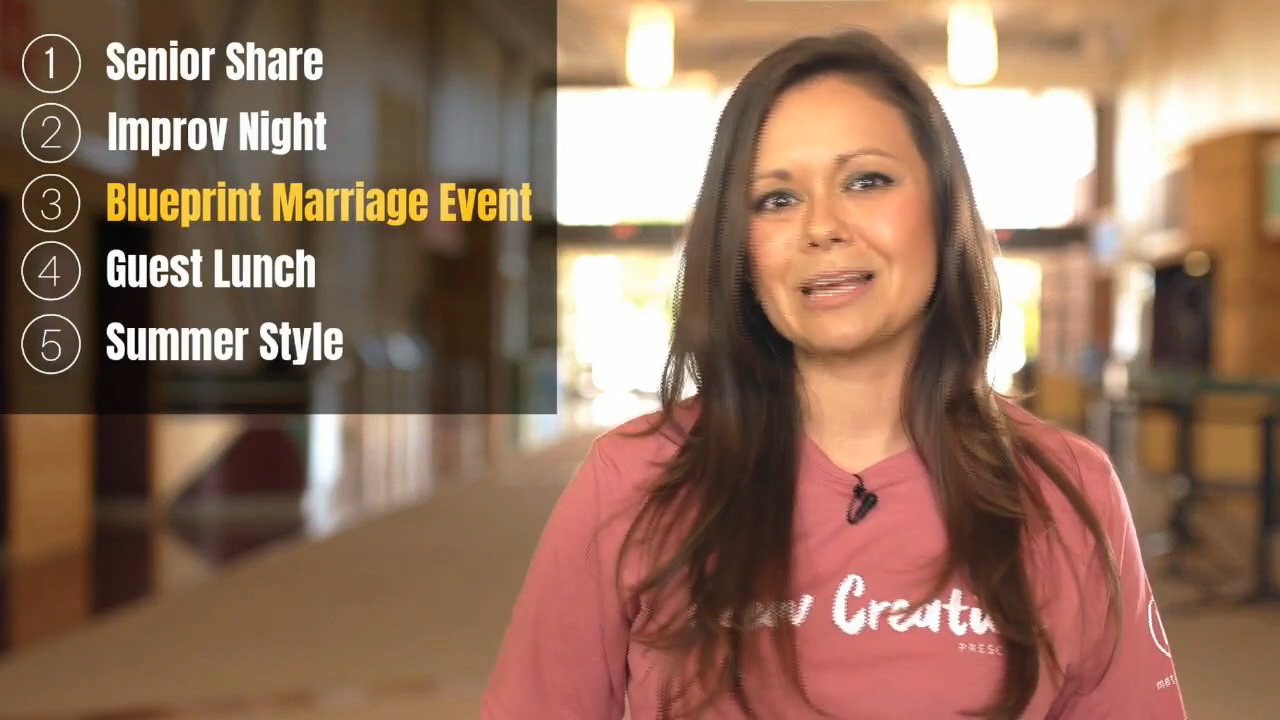 1 Senior Share
2 Improv Night
3 Blueprint Marriage Event
4 Guest Lunch
5 Summer Style